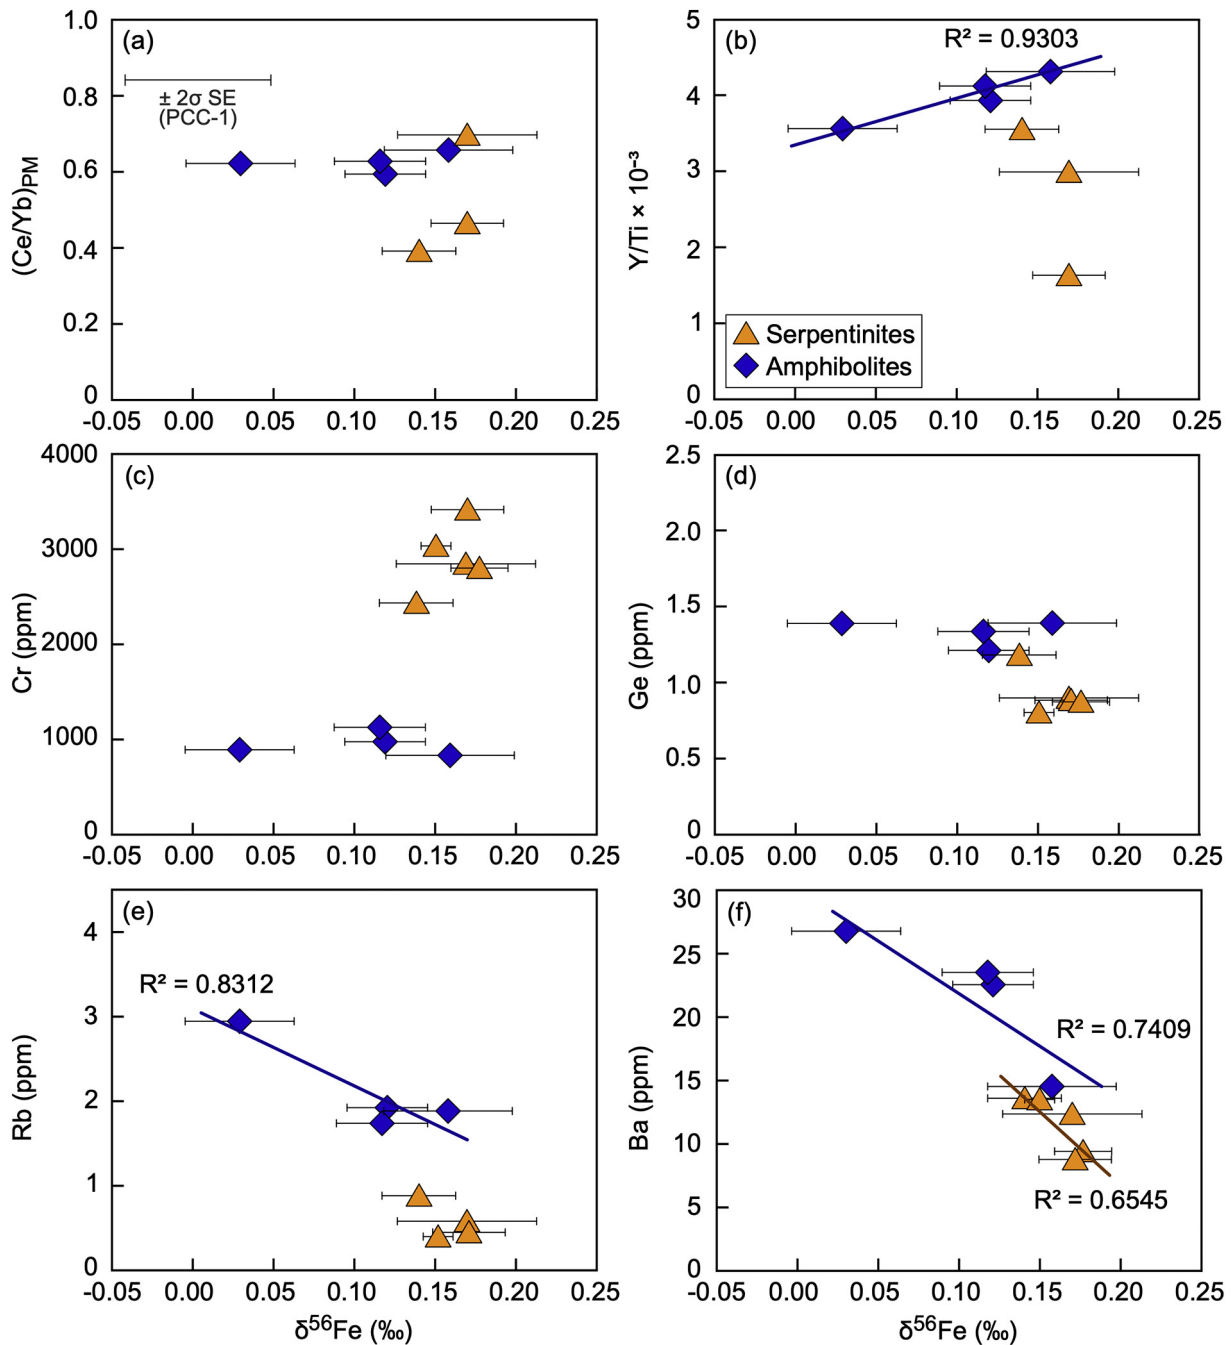 (a)
1.0
0.8
0.6
0.4
0.2
0
(Ce/Yb)PM
± 2σ SE
(PCC-1)
-0.05 0.00 0.05 0.10 0.15 0.20 0.25
(b)
R² = 0.9303
5
4
3
2
1
0
Y/Ti × 10⁻³
Serpentinites
Amphibolites
-0.05 0.00 0.05 0.10 0.15 0.20 0.25
(c)
4000
3000
2000
1000
0
Cr (ppm)
-0.05 0.00 0.05 0.10 0.15 0.20 0.25
(d)
2.5
2.0
1.5
1.0
0.5
0
Ge (ppm)
-0.05 0.00 0.05 0.10 0.15 0.20 0.25
(e)
4
3
2
1
0
Rb (ppm)
R² = 0.8312
-0.05 0.00 0.05 0.10 0.15 0.20 0.25
δ⁵⁶Fe (‰)
(f)
30
25
20
15
10
5
0
Ba (ppm)
R² = 0.7409
R² = 0.6545
-0.05 0.00 0.05 0.10 0.15 0.20 0.25
δ⁵⁶Fe (‰)